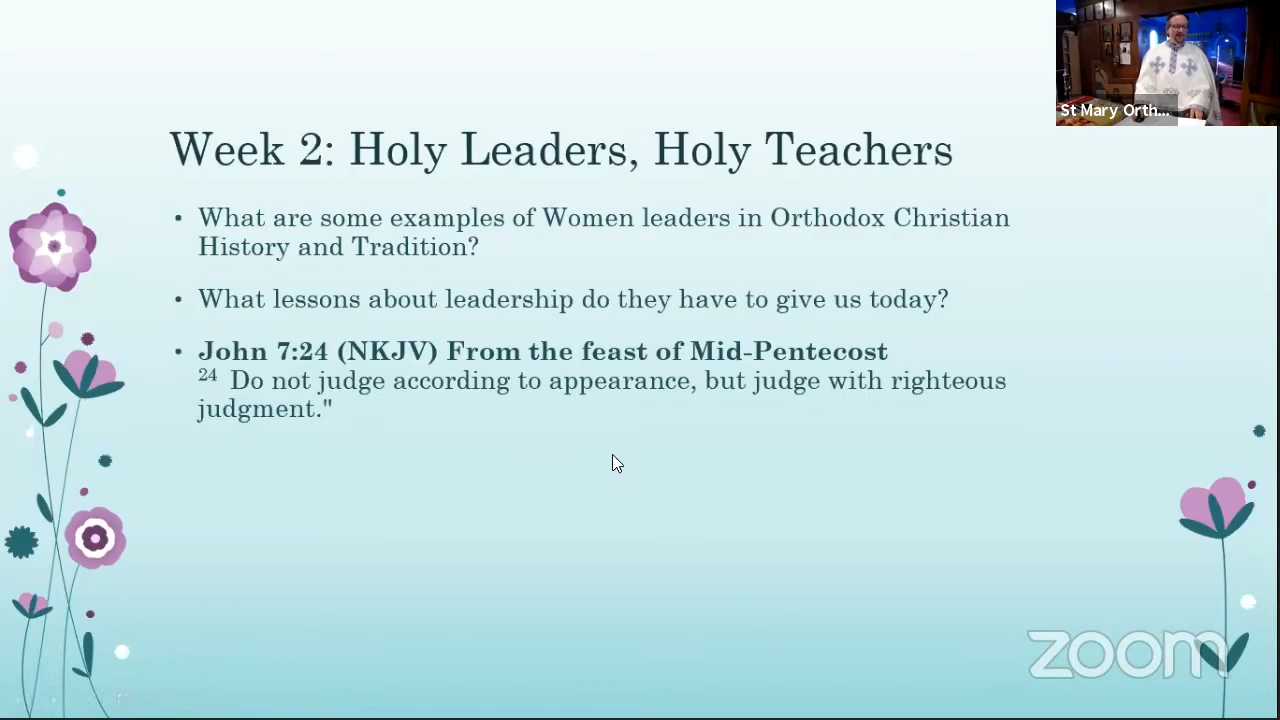 St Mary Orth...
Week 2: Holy Leaders, Holy Teachers
• What are some examples of Women leaders in Orthodox Christian
History and Tradition?
• What lessons about leadership do they have to give us today?
• John 7:24 (NKJV) From the feast of Mid-Pentecost
24 Do not judge according to appearance, but judge with righteous
judgment."
zoom